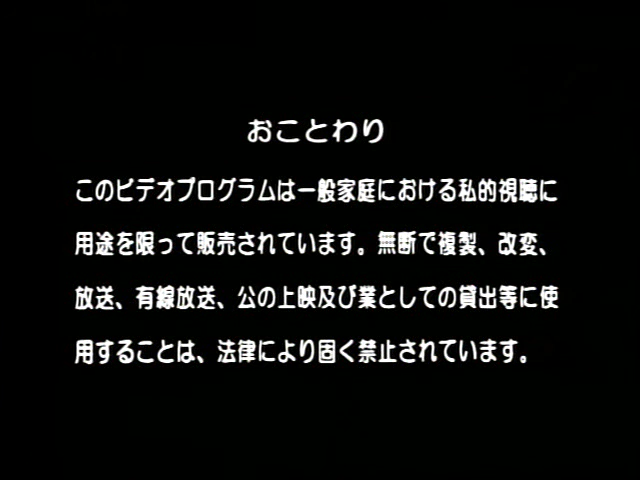 おことわり
このビデオプログラムは一般家庭における私的視聴に
用途を限って販売されています。無断で複製、改変、
放送、有線放送、公の上映及び業としての貸出等に使
用することは、法律により固く禁止されています。